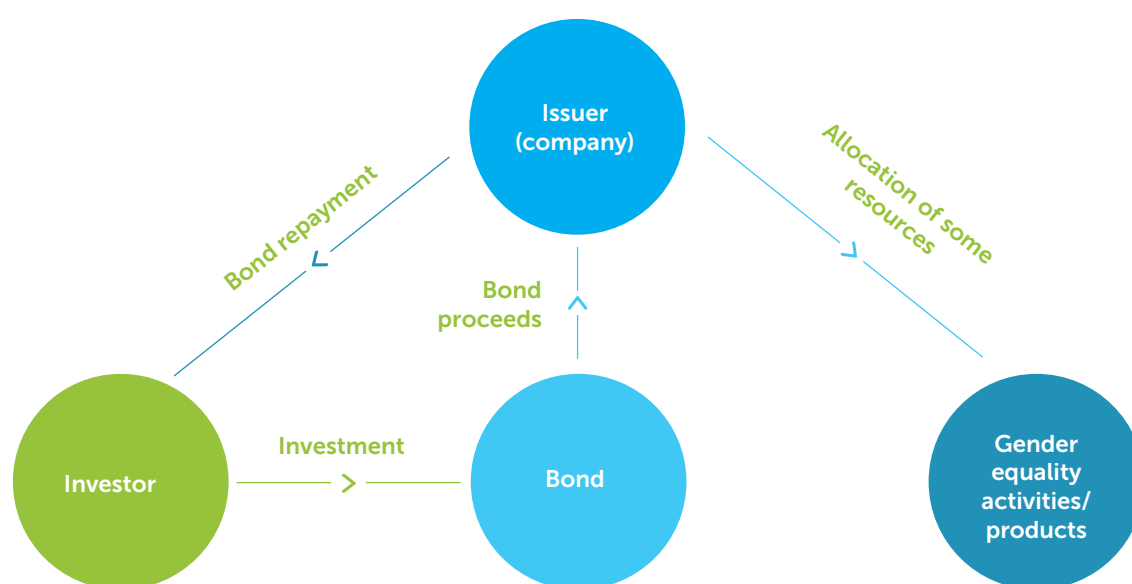 Issuer
(company)
Bond repayment
Allocation of some
resources
Bond
proceeds
Investor
Investment
Bond
Gender
equality
activities/
products